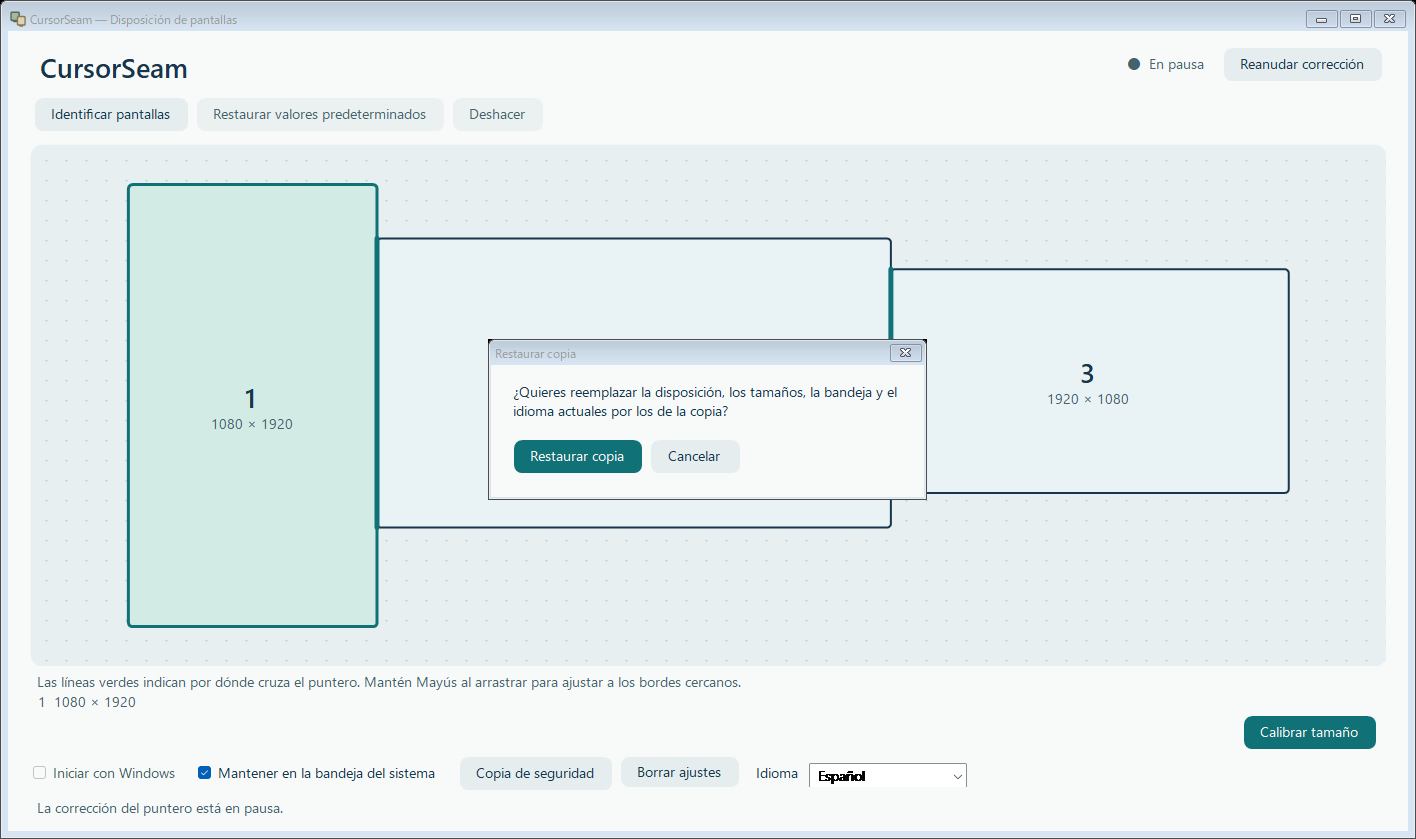 CursorSeam — Disposición de pantallas
CursorSeam
En pausa
Reanudar corrección
Identificar pantallas
Restaurar valores predeterminados
Deshacer
1
1080 × 1920
3
1920 × 1080
Restaurar copia
¿Quieres reemplazar la disposición, los tamaños, la bandeja y el
idioma actuales por los de la copia?
Restaurar copia
Cancelar
Las líneas verdes indican por dónde cruza el puntero. Mantén Mayús al arrastrar para ajustar a los bordes cercanos.
1 1080 × 1920
Calibrar tamaño
Iniciar con Windows
Mantener en la bandeja del sistema
Copia de seguridad
Borrar ajustes
Idioma
Español
La corrección del puntero está en pausa.